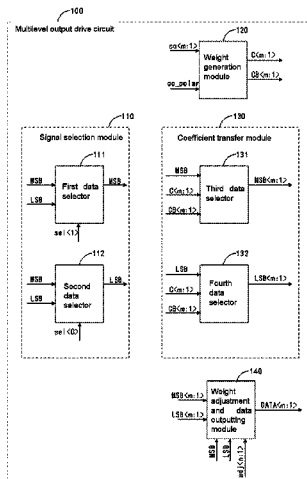 100
Multilevel output drive circuit
120
co<m:1>
Weight generation module
C<m:1>
CB<m:1>
co_polar
110
Signal selection module
111
MSB
LSB
First data selector
MSB
sel<1>
112
MSB
LSB
Second data selector
LSB
sel<0>
130
Coefficient transfer module
131
MSB
C<m:1>
CB<m:1>
Third data selector
MSB<m:1>
132
LSB
C<m:1>
CB<m:1>
Fourth data selector
LSB<m:1>
140
MSB<m:1>
LSB<m:1>
Weight adjustment and data outputting module
DATA<m:1>
MSB
LSB
adj<n:1>